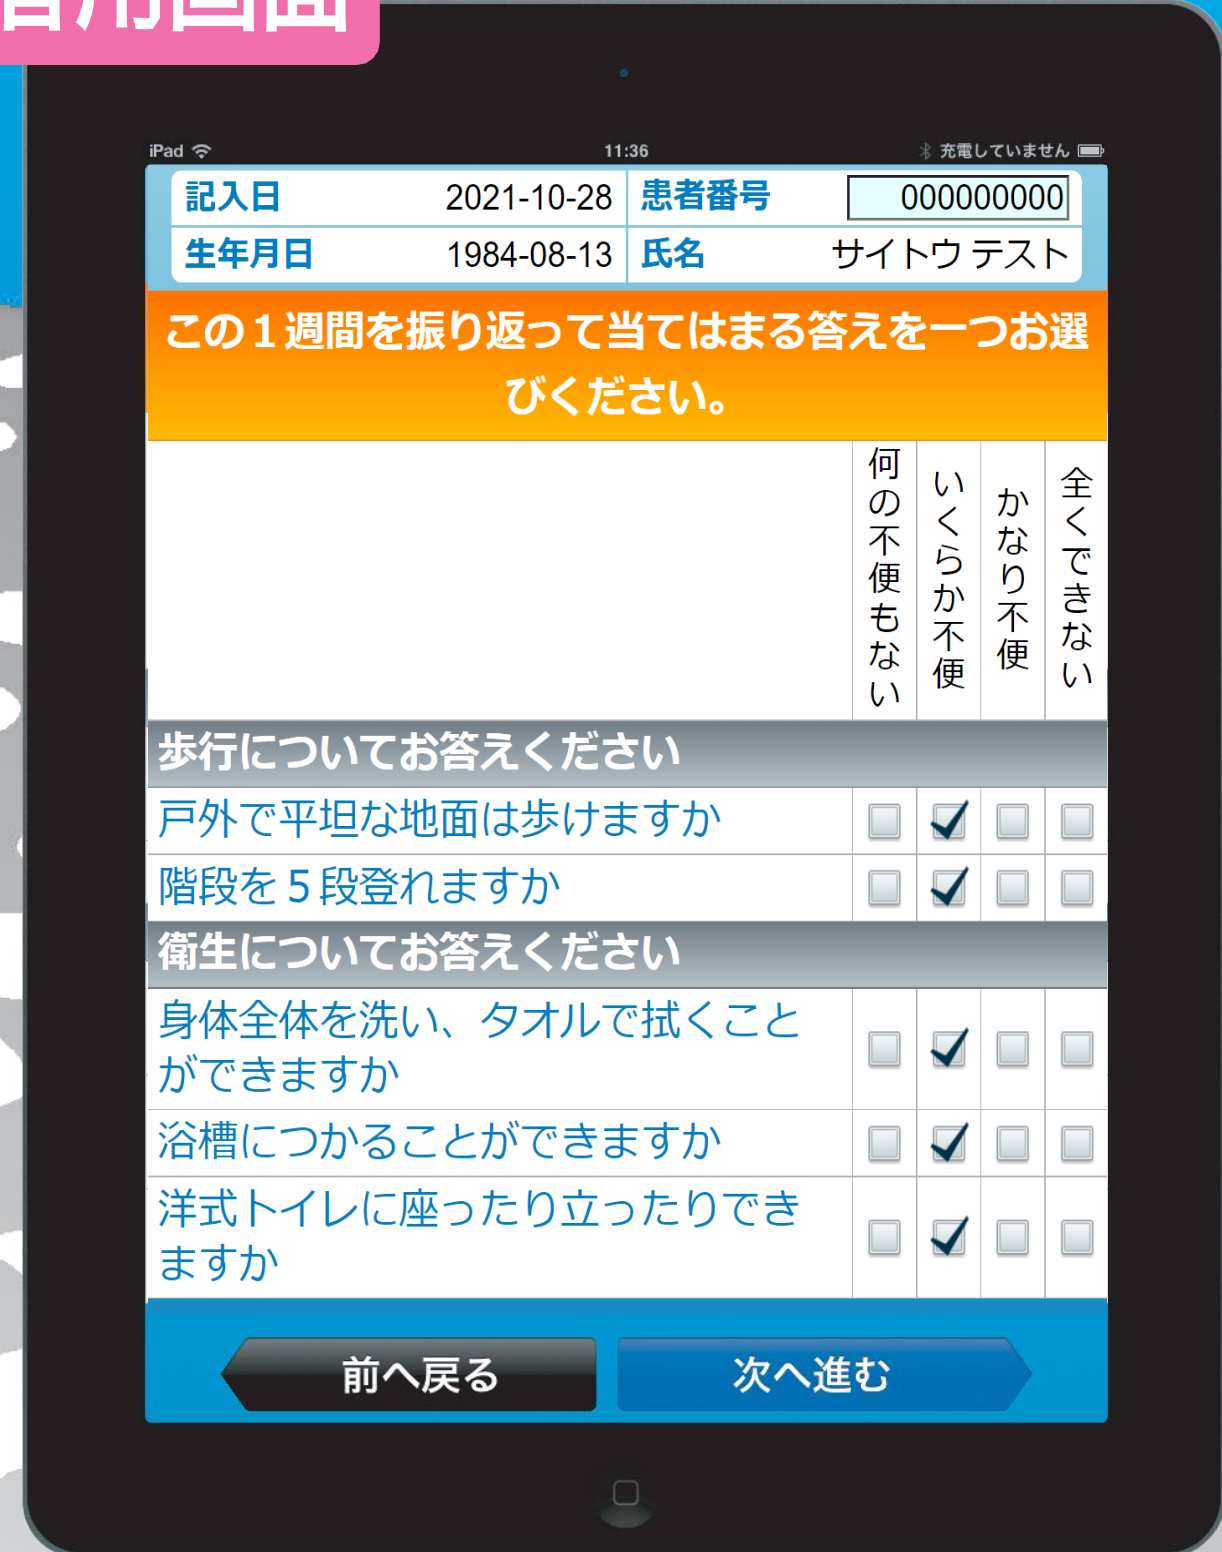 者用画面
iPad
11:36
充電していません
記入日 2021-10-28 患者番号 000000000
生年月日 1984-08-13 氏名 サイトウ テスト
この１週間を振り返って当てはまる答えを一つお選
びください。
何の不便もない
いくらか不便
かなり不便
全くできない
歩行についてお答えください
戸外で平坦な地面は歩けますか
階段を５段登れますか
衛生についてお答えください
身体全体を洗い、タオルで拭くこと
ができますか
浴槽につかることができますか
洋式トイレに座ったり立ったりでき
ますか
前へ戻る
次へ進む